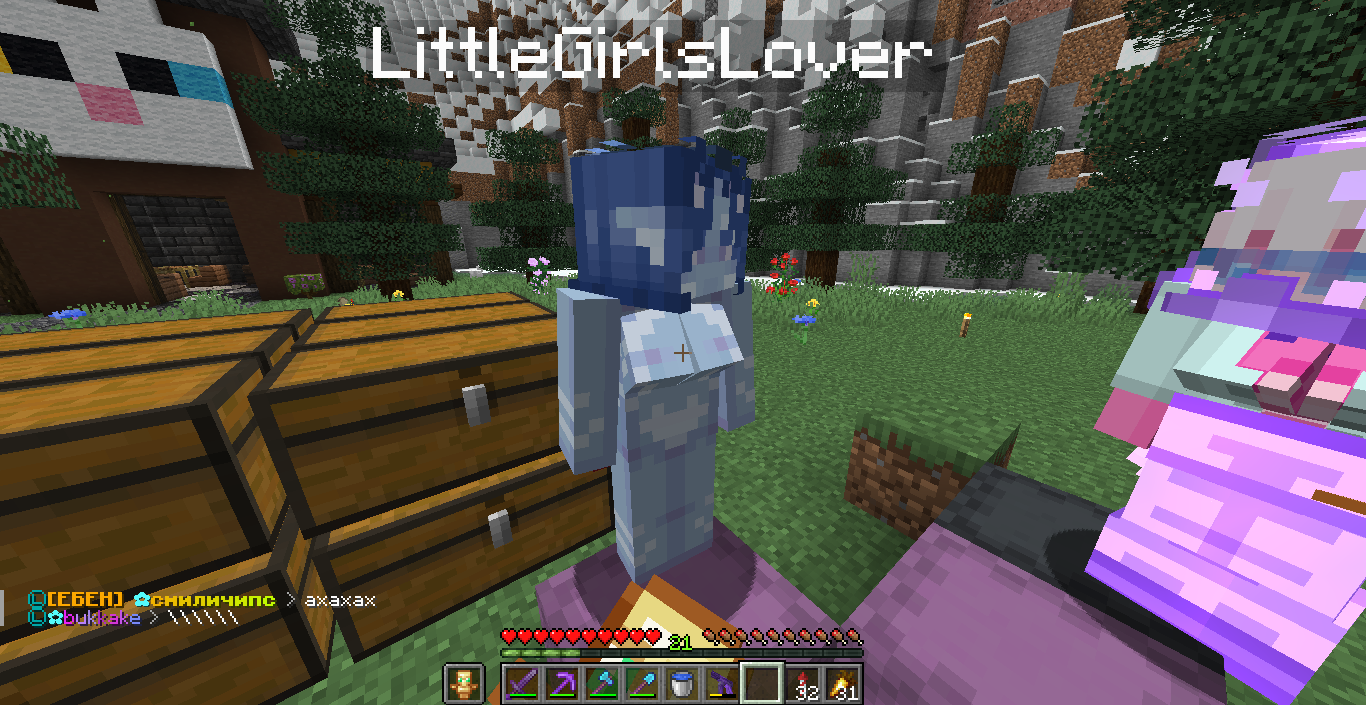 LittleGirlsLover
[ЕБЕН] смиличипс > ахахах
bukkake > \\\\\\
31
32
31